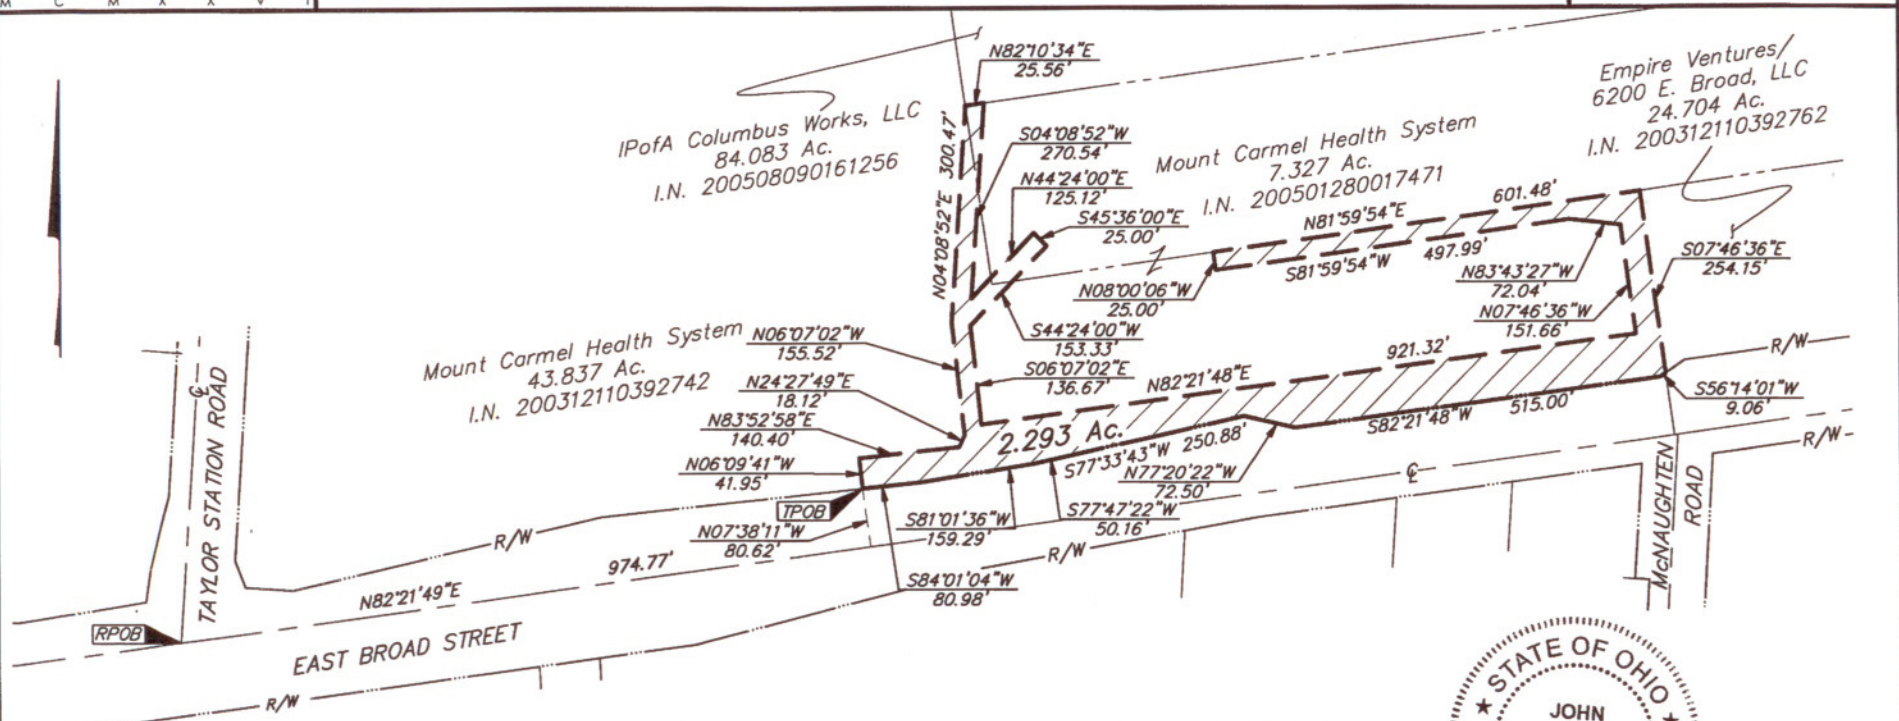 M C M X X V I
N82°10'34"E
25.56'
IPofA Columbus Works, LLC
84.083 Ac.
I.N. 200508090161256
N04°08'52"E 300.47'
S04°08'52"W
270.54'
N44°24'00"E
125.12'
S45°36'00"E
25.00'
Mount Carmel Health System
7.327 Ac.
I.N. 200501280017471
Empire Ventures/
6200 E. Broad, LLC
24.704 Ac.
I.N. 200312110392762
N81°59'54"E
601.48'
S81°59'54"W
497.99'
N83°43'27"W
72.04'
S07°46'36"E
254.15'
N08°00'06"W
25.00'
N07°46'36"W
151.66'
Mount Carmel Health System
43.837 Ac.
I.N. 200312110392742
N06°07'02"W
155.52'
S44°24'00"W
153.33'
N24°27'49"E
18.12'
S06°07'02"E
136.67'
N82°21'48"E
921.32'
R/W
N83°52'58"E
140.40'
2.293 Ac.
S56°14'01"W
9.06'
N06°09'41"W
41.95'
S77°33'43"W 250.88'
S82°21'48"W
515.00'
N77°20'22"W
72.50'
R/W
TPOB
N07°38'11"W
80.62'
S81°01'36"W
159.29'
S77°47'22"W
50.16'
℄
McNAUGHTEN
ROAD
℄
TAYLOR STATION ROAD
R/W
974.77'
R/W
S84°01'04"W
80.98'
N82°21'49"E
RPOB
EAST BROAD STREET
R/W
STATE OF OHIO
JOHN